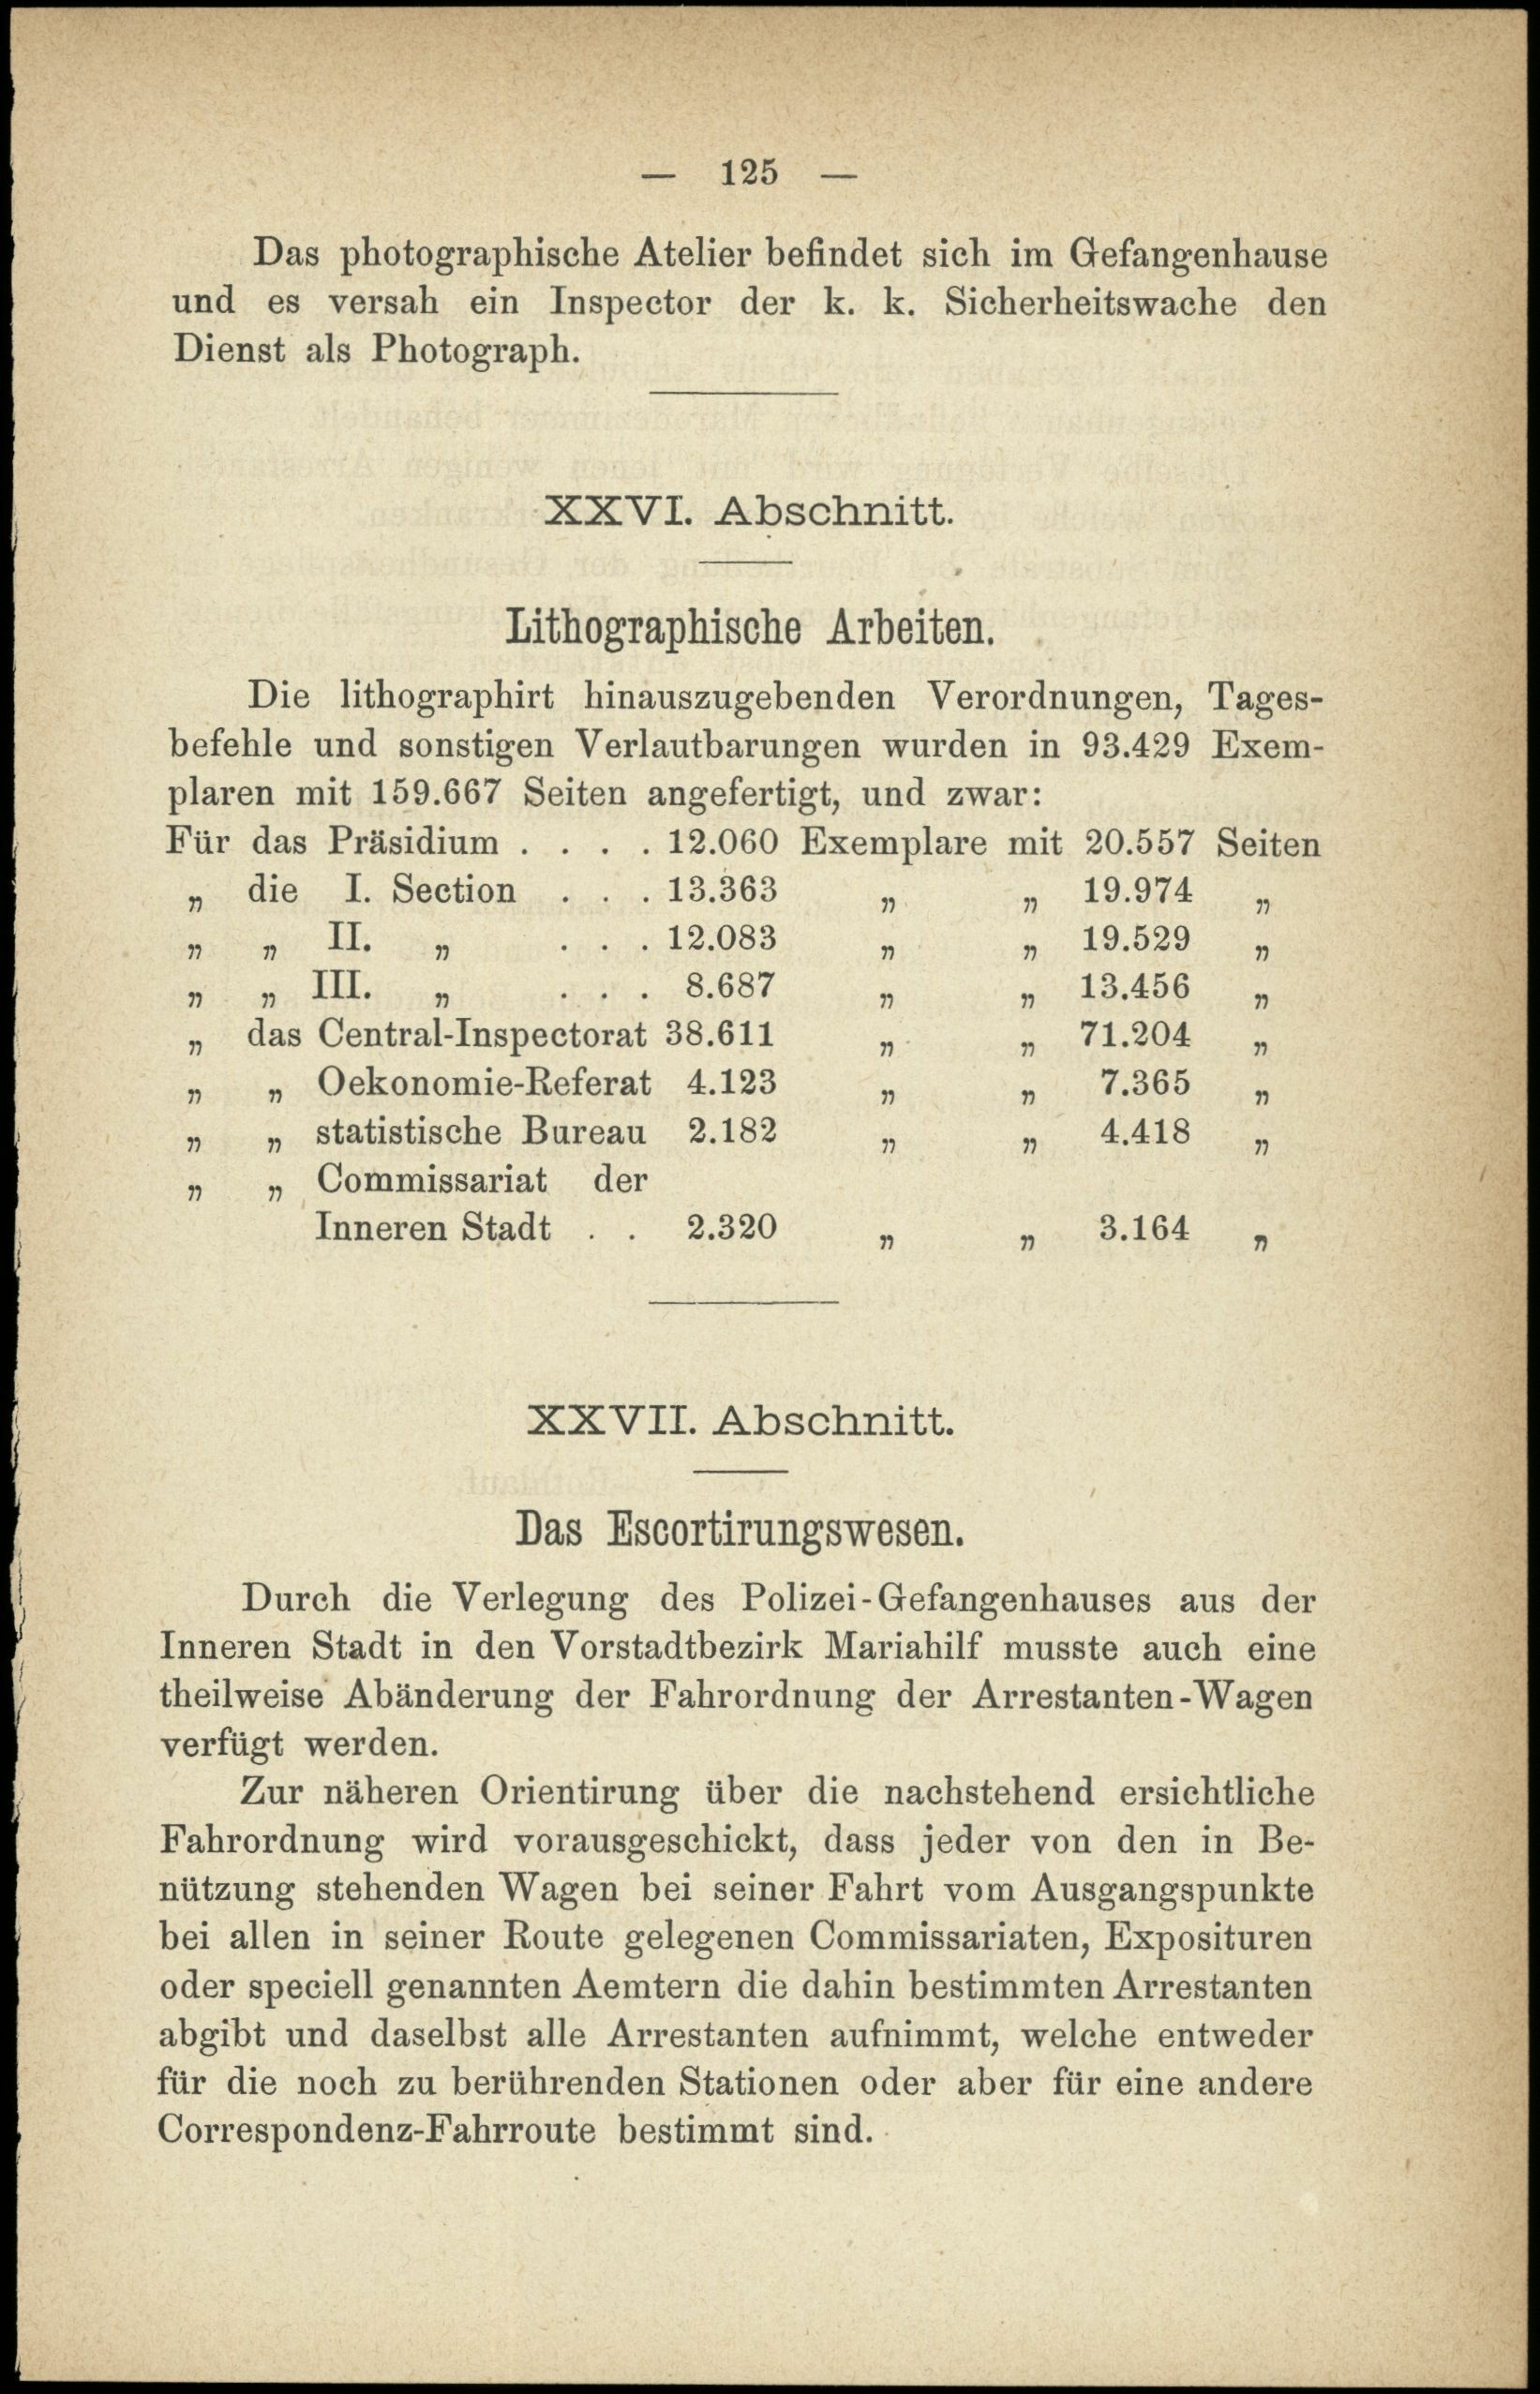 — 125 —
Das photographische Atelier befindet sich im Gefangenhause
und es versah ein Inspector der k. k. Sicherheitswache den
Dienst als Photograph.
XXVI. Abschnitt.
Lithographische Arbeiten.
Die lithographirt hinauszugebenden Verordnungen, Tages-
befehle und sonstigen Verlautbarungen wurden in 93.429 Exem-
plaren mit 159.667 Seiten angefertigt, und zwar:
Für das Präsidium . . . . 12.060 Exemplare mit 20.557 Seiten
„ die I. Section . . . 13.363 „ „ 19.974 „
„ „ II. „ . . . 12.083 „ „ 19.529 „
„ „ III. „ . . . 8.687 „ „ 13.456 „
„ das Central-Inspectorat 38.611 „ „ 71.204 „
„ „ Oekonomie-Referat 4.123 „ „ 7.365 „
„ „ statistische Bureau 2.182 „ „ 4.418 „
„ „ Commissariat der
Inneren Stadt . . 2.320 „ „ 3.164 „
XXVII. Abschnitt.
Das Escortirungswesen.
Durch die Verlegung des Polizei-Gefangenhauses aus der
Inneren Stadt in den Vorstadtbezirk Mariahilf musste auch eine
theilweise Abänderung der Fahrordnung der Arrestanten-Wagen
verfügt werden.
Zur näheren Orientirung über die nachstehend ersichtliche
Fahrordnung wird vorausgeschickt, dass jeder von den in Be-
nützung stehenden Wagen bei seiner Fahrt vom Ausgangspunkte
bei allen in seiner Route gelegenen Commissariaten, Exposituren
oder speciell genannten Aemtern die dahin bestimmten Arrestanten
abgibt und daselbst alle Arrestanten aufnimmt, welche entweder
für die noch zu berührenden Stationen oder aber für eine andere
Correspondenz-Fahrroute bestimmt sind.